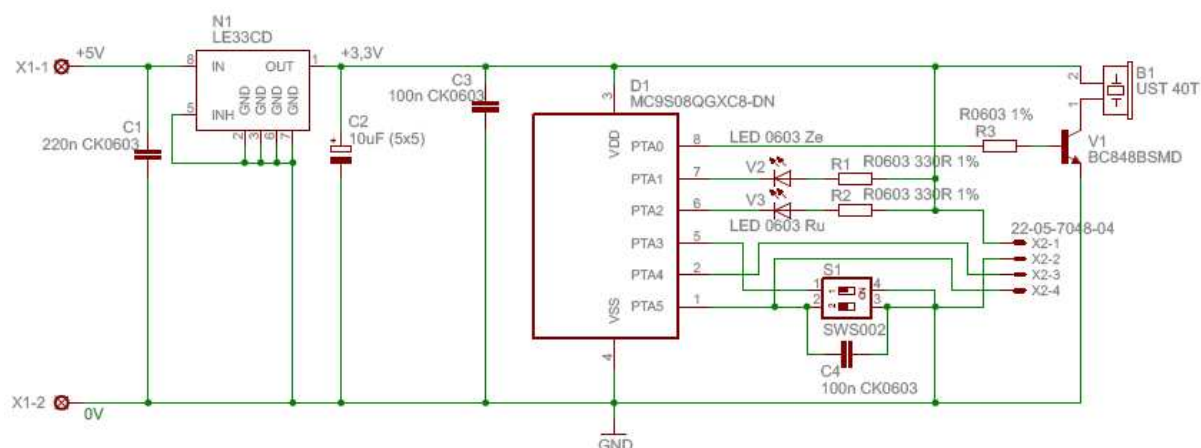 N1
LE33CD
+5V
X1-1
8
IN
OUT
1
+3,3V
5
INH
GND
GND
GND
GND
2
3
6
7
C1
220n CK0603
C2
10uF (5x5)
+
C3
100n CK0603
D1
MC9S08QGXC8-DN
3
VDD
PTA0
8
LED 0603 Ze
PTA1
7
V2
R1
R0603 330R 1%
PTA2
6
V3
R2
R0603 330R 1%
LED 0603 Ru
PTA3
5
PTA4
2
PTA5
1
VSS
4
GND
S1
1
2
4
3
1
2
ON
SWS002
C4
100n CK0603
R0603 1%
R3
2
1
B1
UST 40T
V1
BC848BSMD
22-05-7048-04
X2-1
X2-2
X2-3
X2-4
X1-2
0V